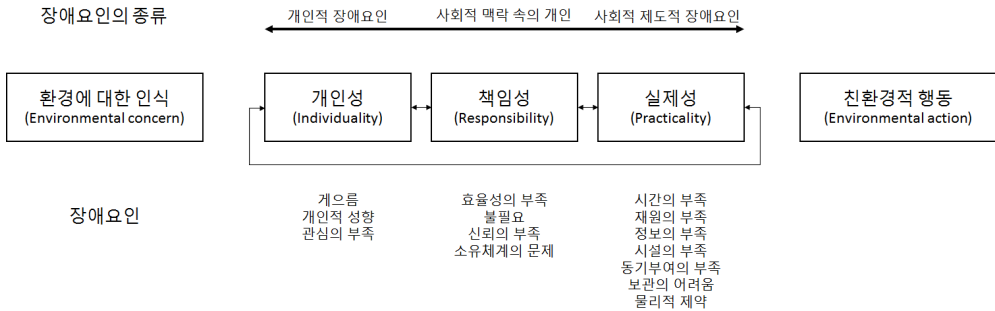 장애요인의 종류
개인적 장애요인
사회적 맥락 속의 개인
사회적 제도적 장애요인
환경에 대한 인식
(Environmental concern)
개인성
(Individuality)
책임성
(Responsibility)
실제성
(Practicality)
친환경적 행동
(Environmental action)
장애요인
게으름
개인적 성향
관심의 부족
효율성의 부족
불필요
신뢰의 부족
소유체계의 문제
시간의 부족
재원의 부족
정보의 부족
시설의 부족
동기부여의 부족
보관의 어려움
물리적 제약